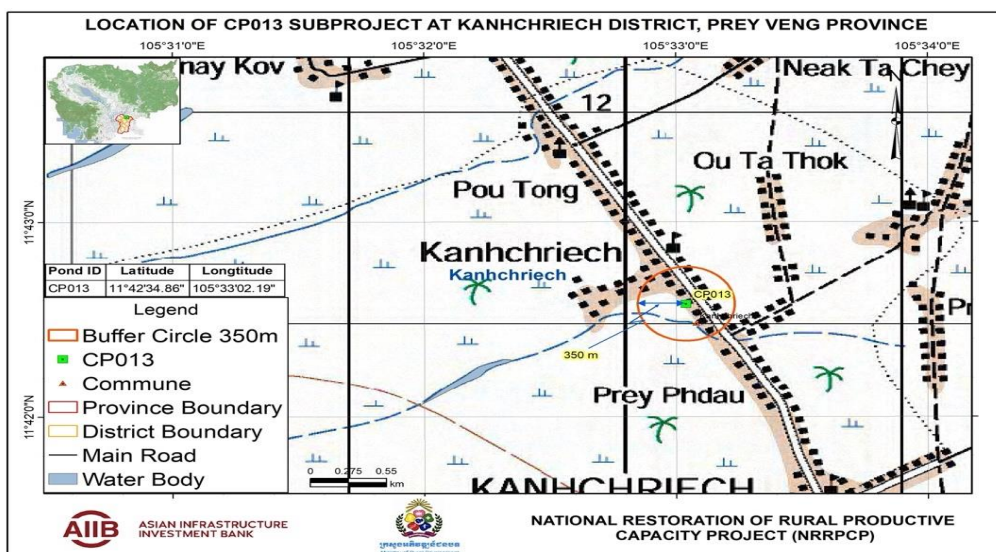 LOCATION OF CP013 SUBPROJECT AT KANHCHRIECH DISTRICT, PREY VENG PROVINCE
105°31'0"E 105°32'0"E 105°33'0"E 105°34'0"E
nay Kov
Neak Ta Chey
12
Ou Ta Thok
Pou Tong
11°43'0"N
Kanhchriech
Kanhchriech
Pond ID Latitude Longtitude
CP013 11°42'34.86" 105°33'02.19"
CP013
Kanhchriech
Pr
350 m
Legend
Buffer Circle 350m
CP013
Commune
Province Boundary
District Boundary
Main Road
Water Body
Prey Phdau
11°42'0"N
0 0.275 0.55
km
KANHCHRIECH
AIIB
ASIAN INFRASTRUCTURE
INVESTMENT BANK
NATIONAL RESTORATION OF RURAL PRODUCTIVE
CAPACITY PROJECT (NRRPCP)